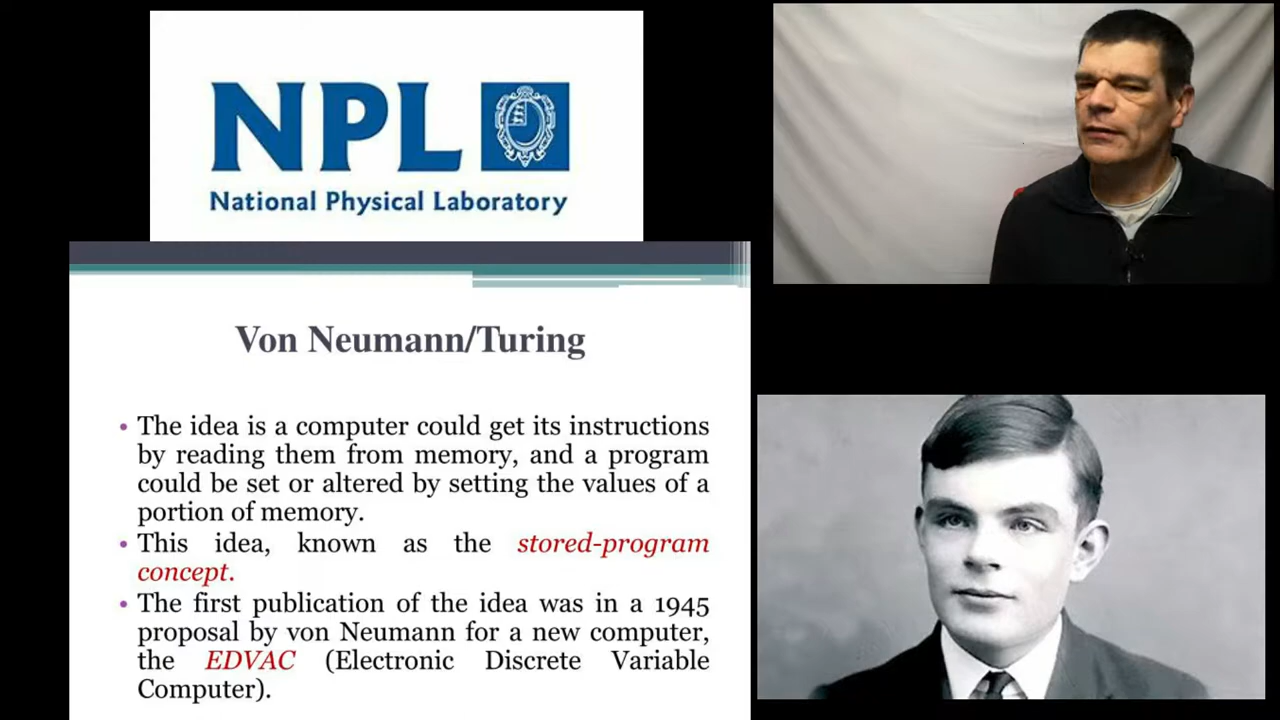 NPL
National Physical Laboratory
Von Neumann/Turing
• The idea is a computer could get its instructions
by reading them from memory, and a program
could be set or altered by setting the values of a
portion of memory.
• This idea, known as the stored-program
concept.
• The first publication of the idea was in a 1945
proposal by von Neumann for a new computer,
the EDVAC (Electronic Discrete Variable
Computer).